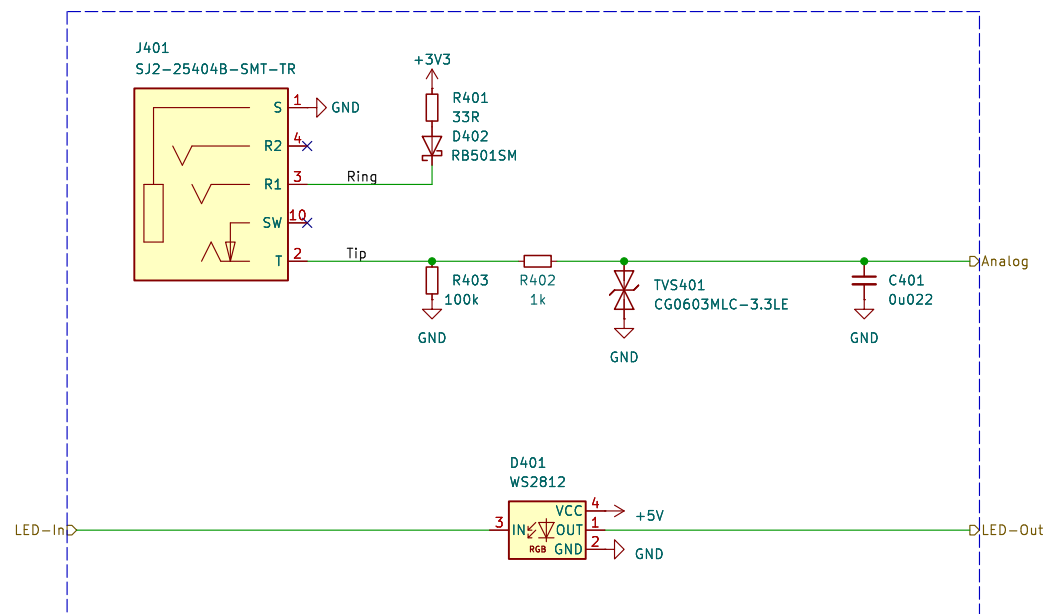 J401
SJ2-25404B-SMT-TR
S 1 GND
R2 4
R1 3 Ring
SW 10
T 2 Tip
+3V3
R401
33R
D402
RB501SM
R403
100k
GND
R402
1k
TVS401
CG0603MLC-3.3LE
GND
C401
0u022
GND
Analog
D401
WS2812
VCC 4 +5V
LED-In 3 IN OUT 1 LED-Out
RGB GND 2 GND